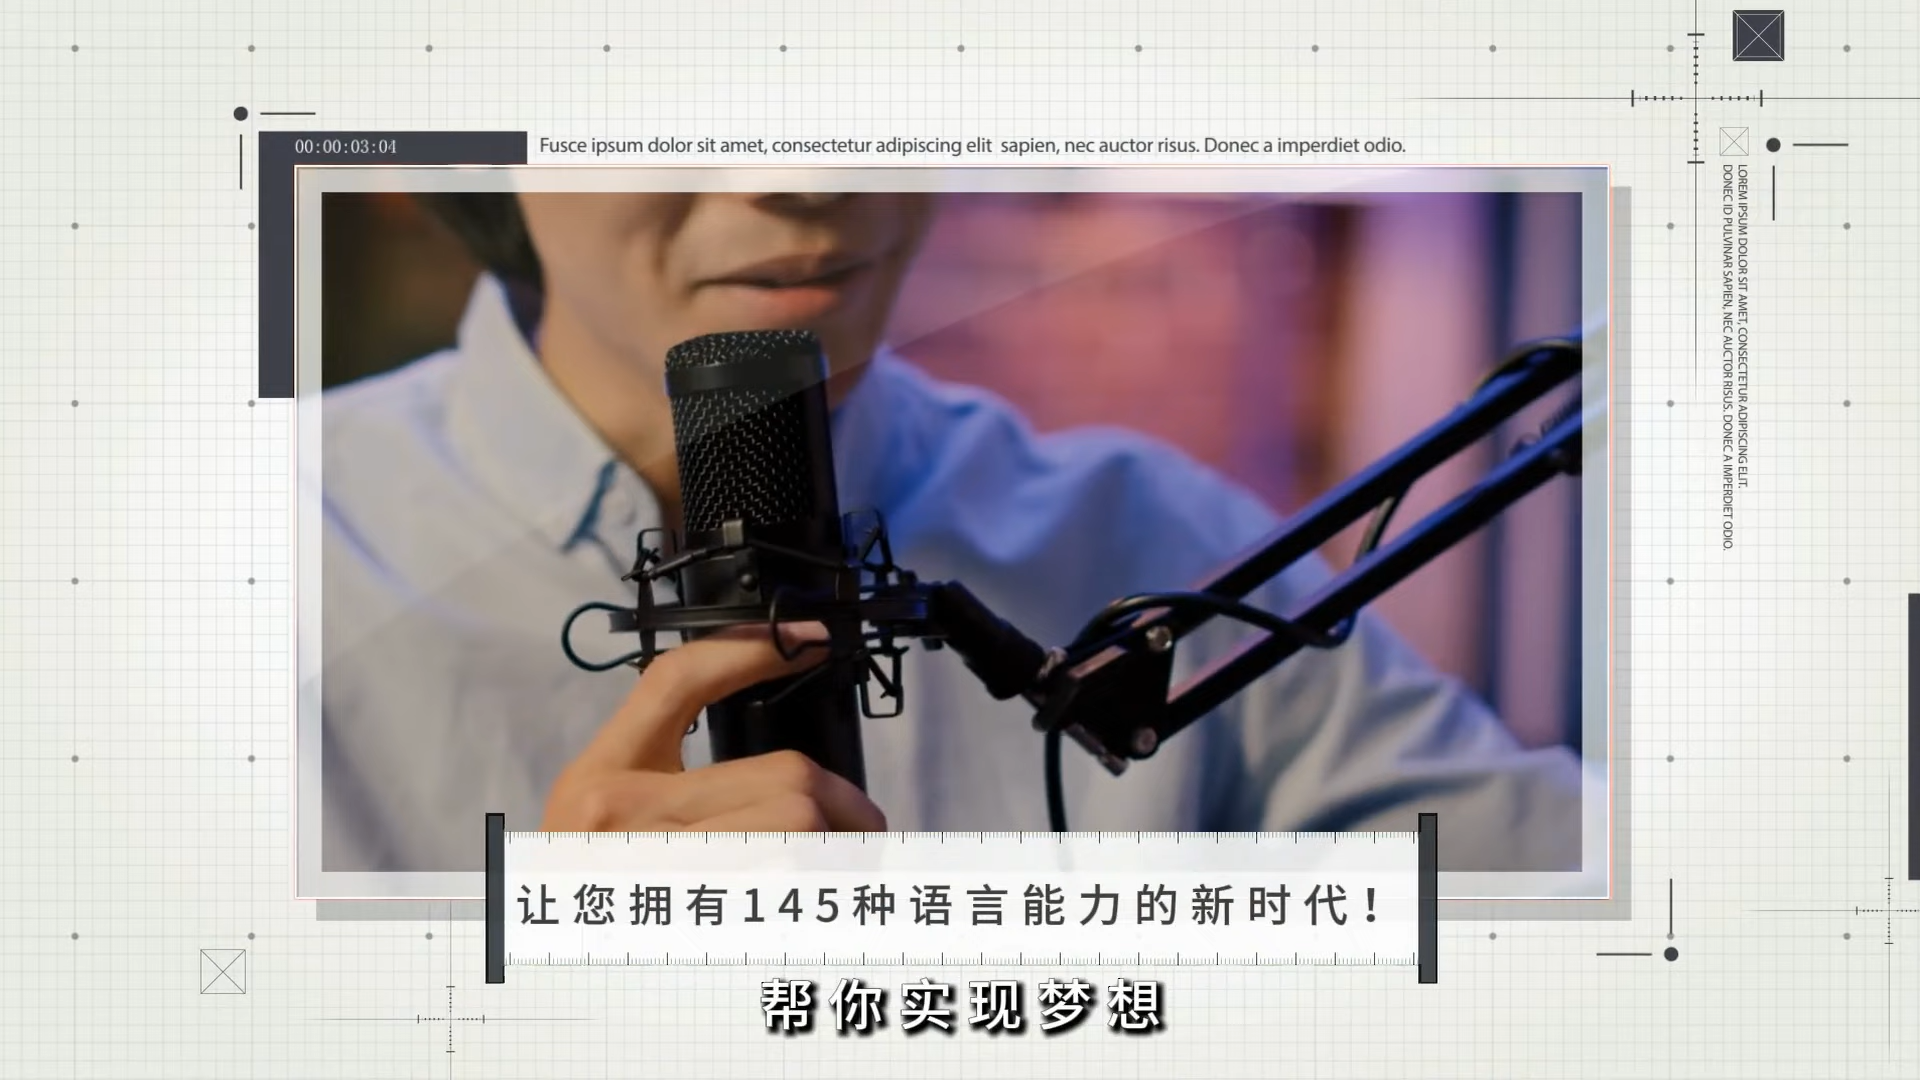 00:00:03:04
Fusce ipsum dolor sit amet, consectetur adipiscing elit sapien, nec auctor risus. Donec a imperdiet odio.
LOREM IPSUM DOLOR SIT AMET, CONSECTETUR ADIPISCING ELIT.
DONEC ID PULVINAR SAPIEN, NEC AUCTOR RISUS. DONEC A IMPERDIET ODIO.
让您拥有145种语言能力的新时代！
帮你实现梦想